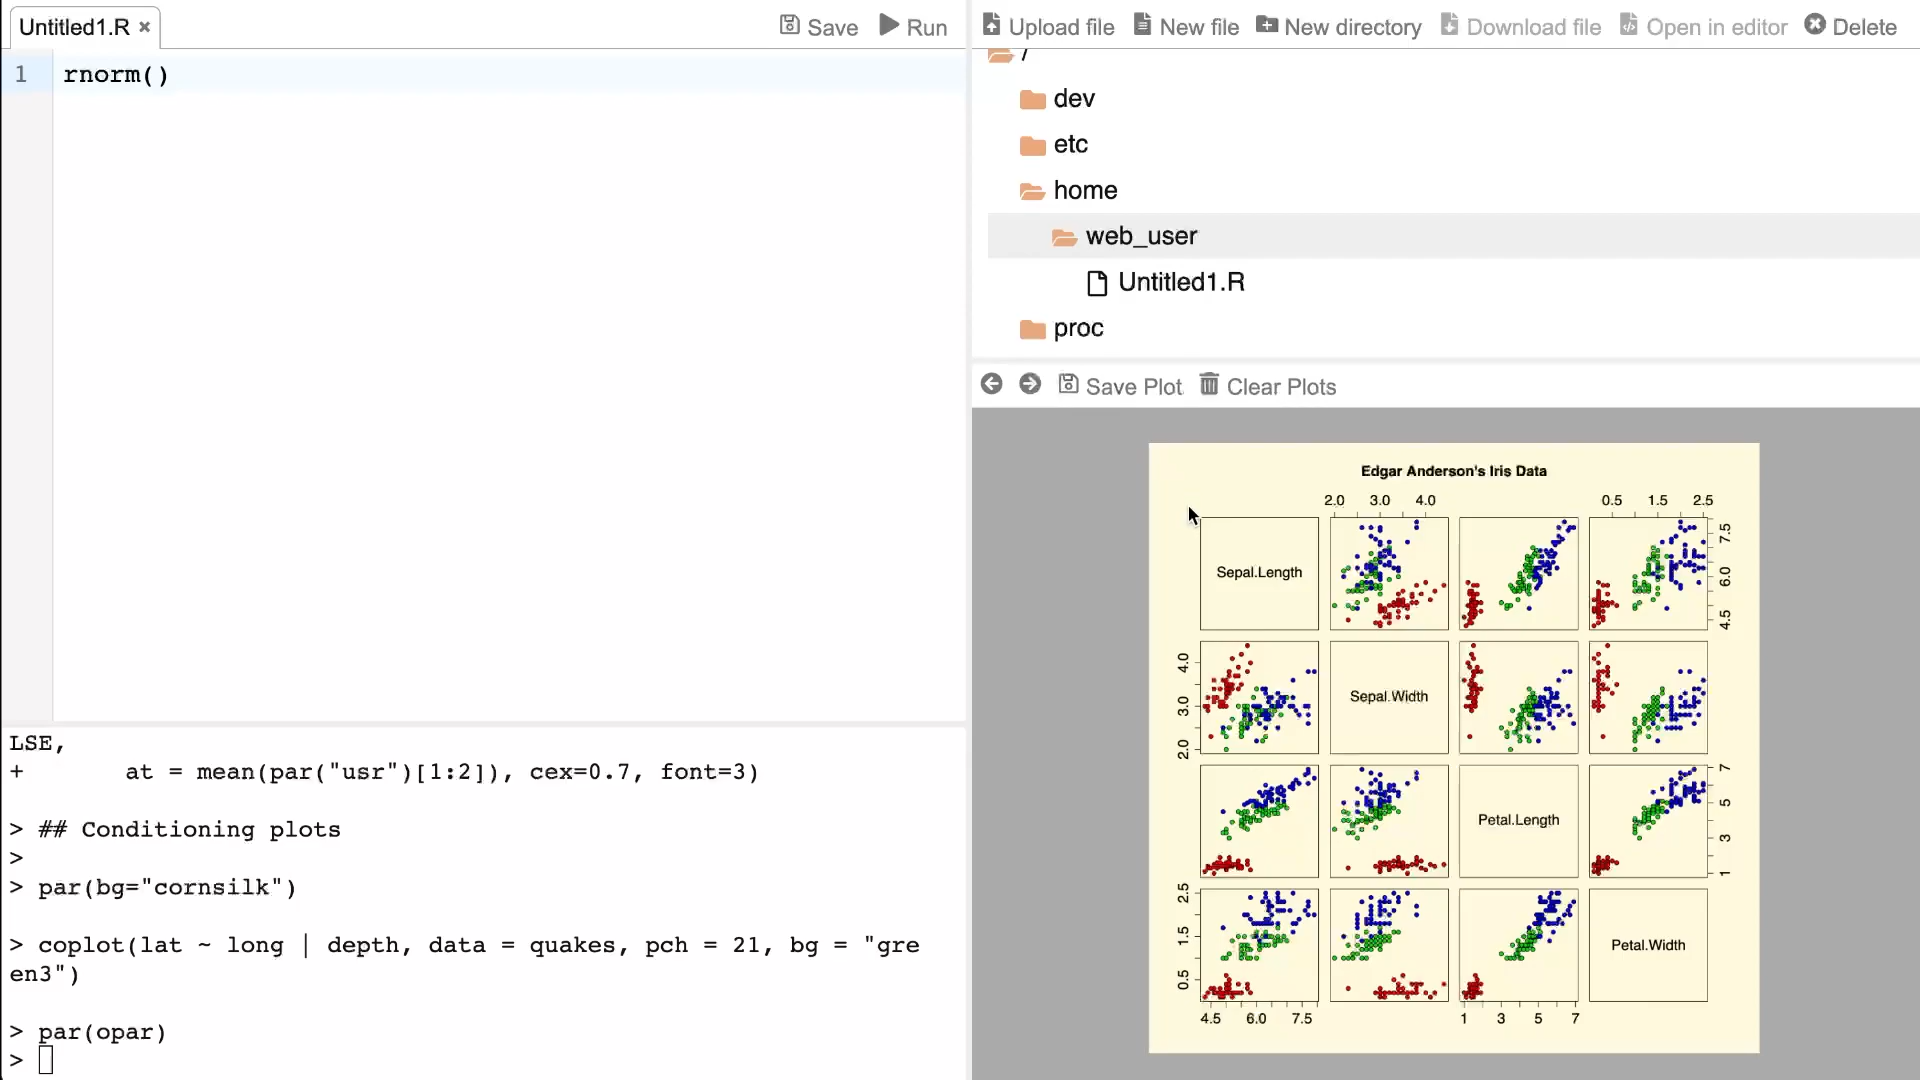 Untitled1.R
Save
Run
1
rnorm()
LSE,
+        at = mean(par("usr")[1:2]), cex=0.7, font=3)
> ## Conditioning plots
>
> par(bg="cornsilk")
> coplot(lat ~ long | depth, data = quakes, pch = 21, bg = "gre
en3")
> par(opar)
>
Upload file
New file
New directory
Download file
Open in editor
Delete
/
dev
etc
home
web_user
Untitled1.R
proc
Save Plot
Clear Plots
Edgar Anderson's Iris Data
2.0 3.0 4.0
0.5 1.5 2.5
Sepal.Length
4.5 6.0 7.5
2.0 3.0 4.0
Sepal.Width
Petal.Length
1 3 5 7
0.5 1.5 2.5
Petal.Width
4.5 6.0 7.5
1 3 5 7